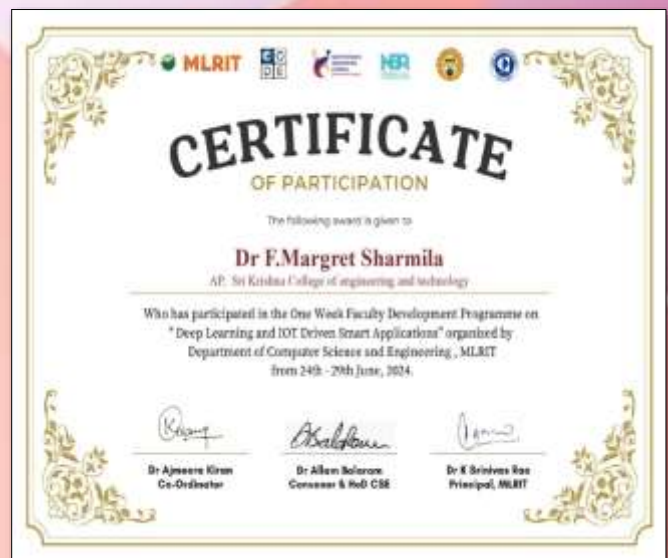 MLRIT
NBR
CERTIFICATE
OF PARTICIPATION
The following award is given to
Dr F.Margret Sharmila
AP, Sri Krishna College of engineering and technology
Who has participated in the One Week Faculty Development Programme on
" Deep Learning and IOT Driven Smart Applications" organised by
Department of Computer Science and Engineering , MLRIT
from 24th - 29th June, 2024.
Dr Ajmeera Kiran
Co-Ordinator
Dr Allam Balaram
Convenor & HoD CSE
Dr K Srinivas Rao
Principal, MLRIT